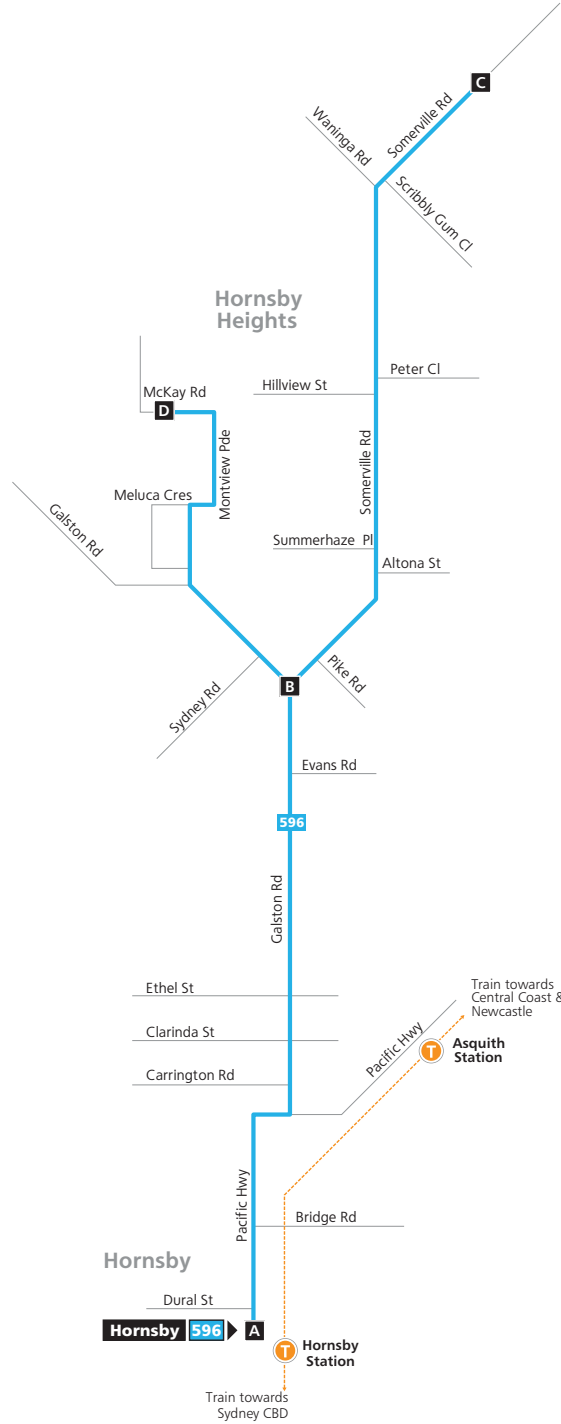 C
Somerville Rd
Waninga Rd
Scribbly Gum Cl
Hornsby
Heights
Peter Cl
Hillview St
McKay Rd
D
Montview Pde
Somerville Rd
Meluca Cres
Galston Rd
Summerhaze Pl
Altona St
Pike Rd
B
Sydney Rd
Evans Rd
596
Galston Rd
Ethel St
Train towards
Central Coast &
Newcastle
Clarinda St
Pacific Hwy
T
Asquith
Station
Carrington Rd
Pacific Hwy
Bridge Rd
Hornsby
Dural St
Hornsby 596
A
T
Hornsby
Station
Train towards
Sydney CBD